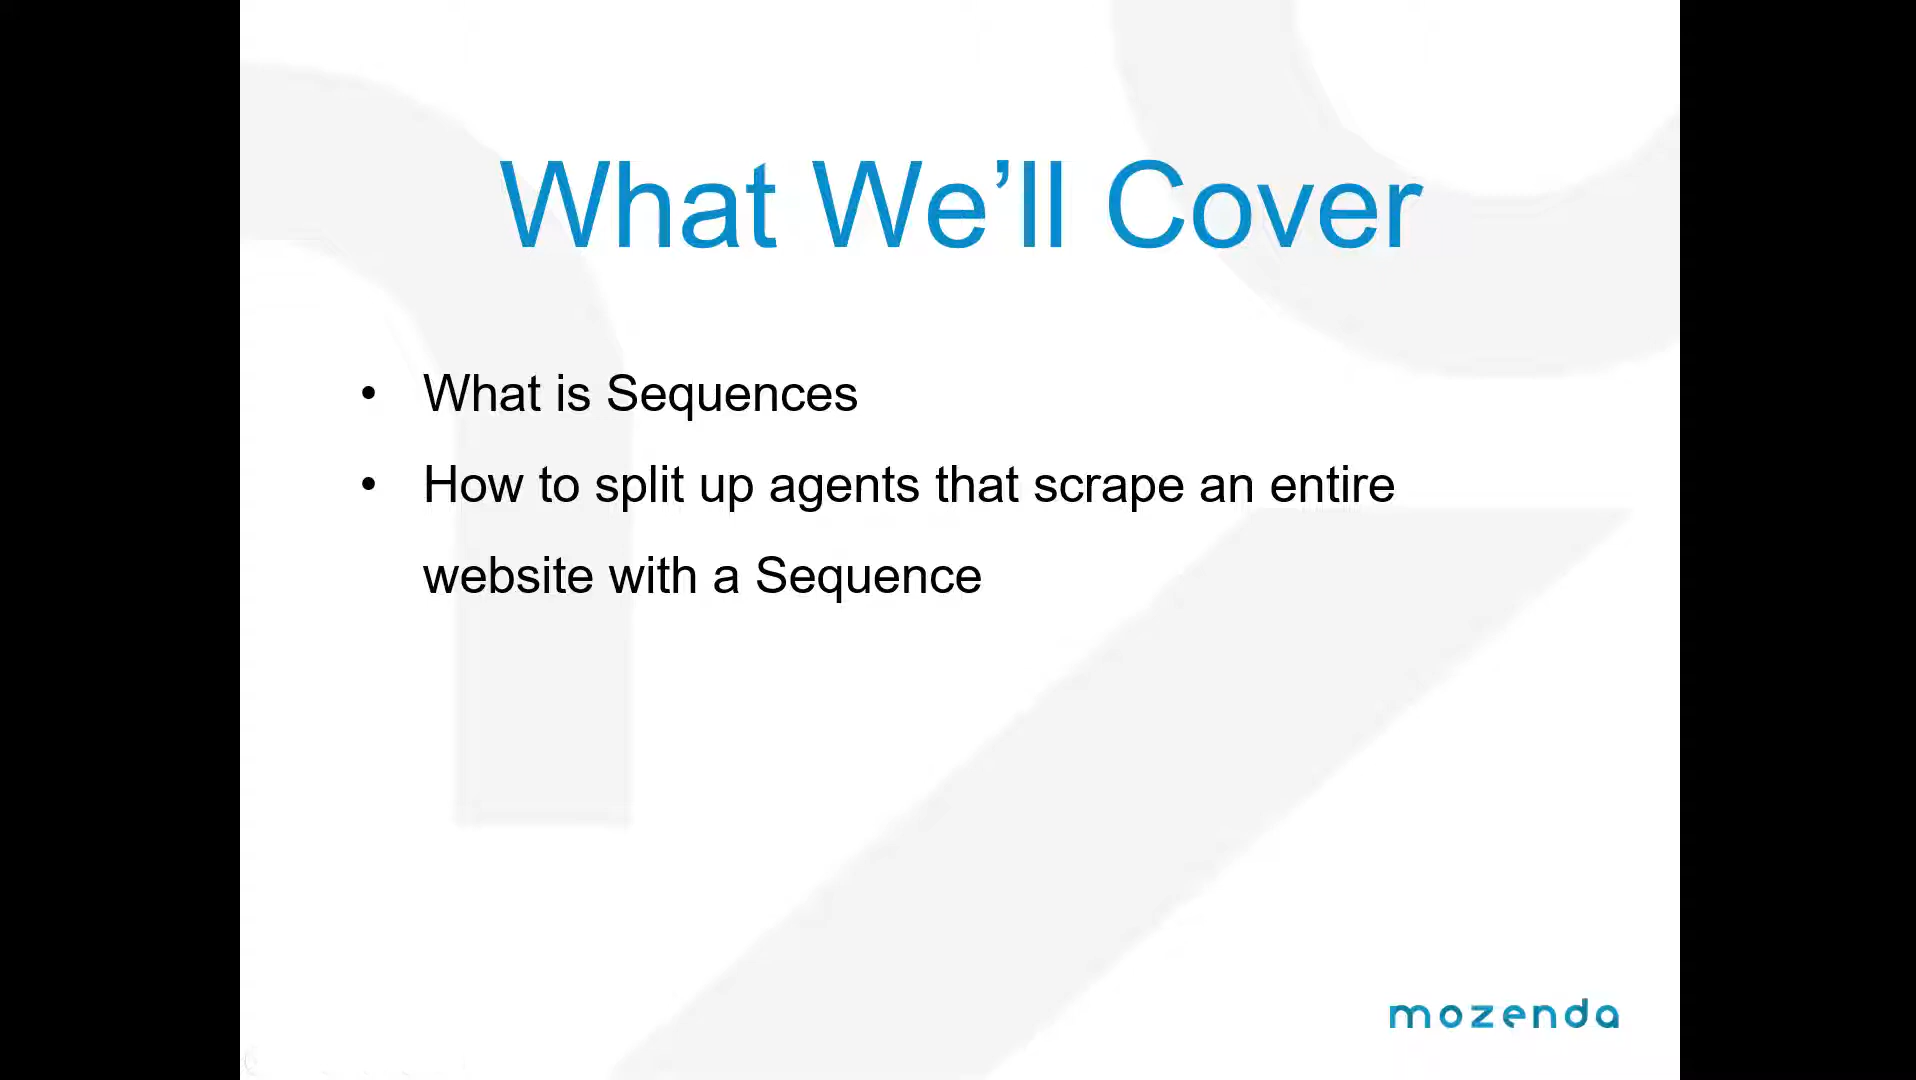 What We’ll Cover
• What is Sequences
• How to split up agents that scrape an entire
website with a Sequence
mozenda